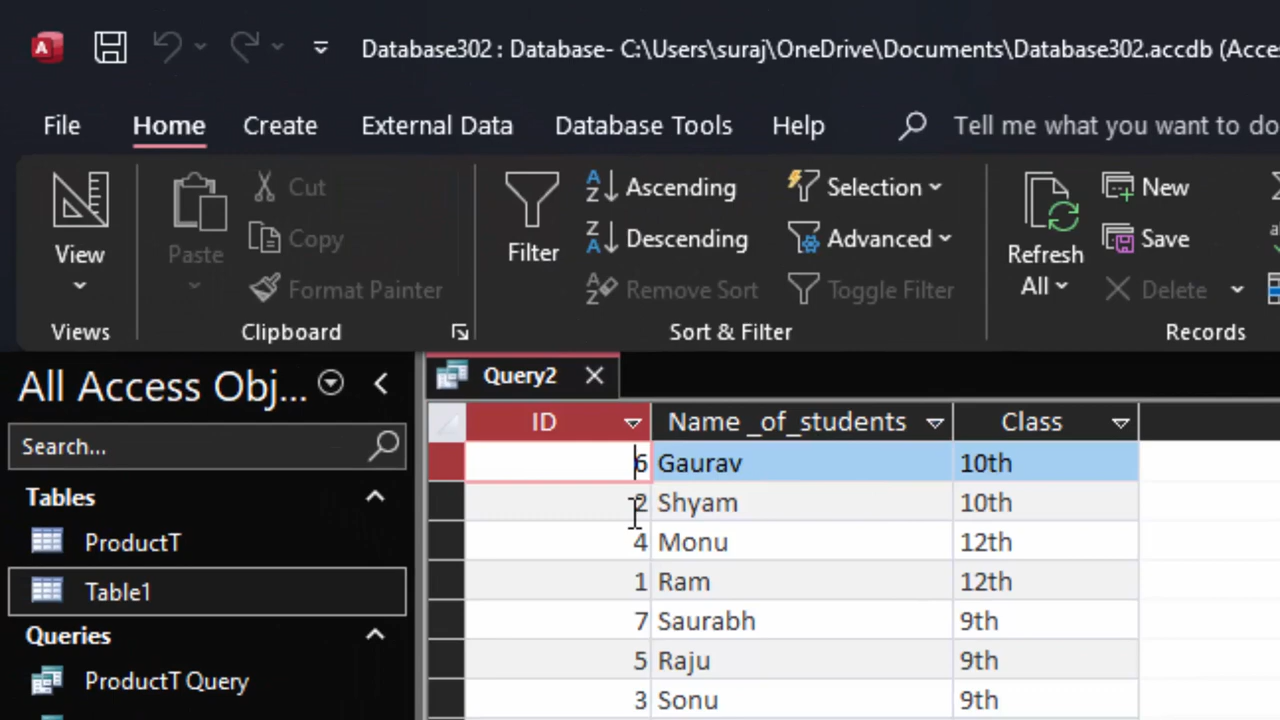 Database302 : Database- C:\Users\suraj\OneDrive\Documents\Database302.accdb (Acce
File Home Create External Data Database Tools Help Tell me what you want to do
View
Views
Paste
Cut
Copy
Format Painter
Clipboard
Filter
Ascending
Descending
Remove Sort
Selection
Advanced
Toggle Filter
Sort & Filter
Refresh
All
New
Save
Delete
Records
All Access Obj...
Search...
Tables
ProductT
Table1
Queries
ProductT Query
Query2
ID Name _of_students Class
6 Gaurav 10th
2 Shyam 10th
4 Monu 12th
1 Ram 12th
7 Saurabh 9th
5 Raju 9th
3 Sonu 9th